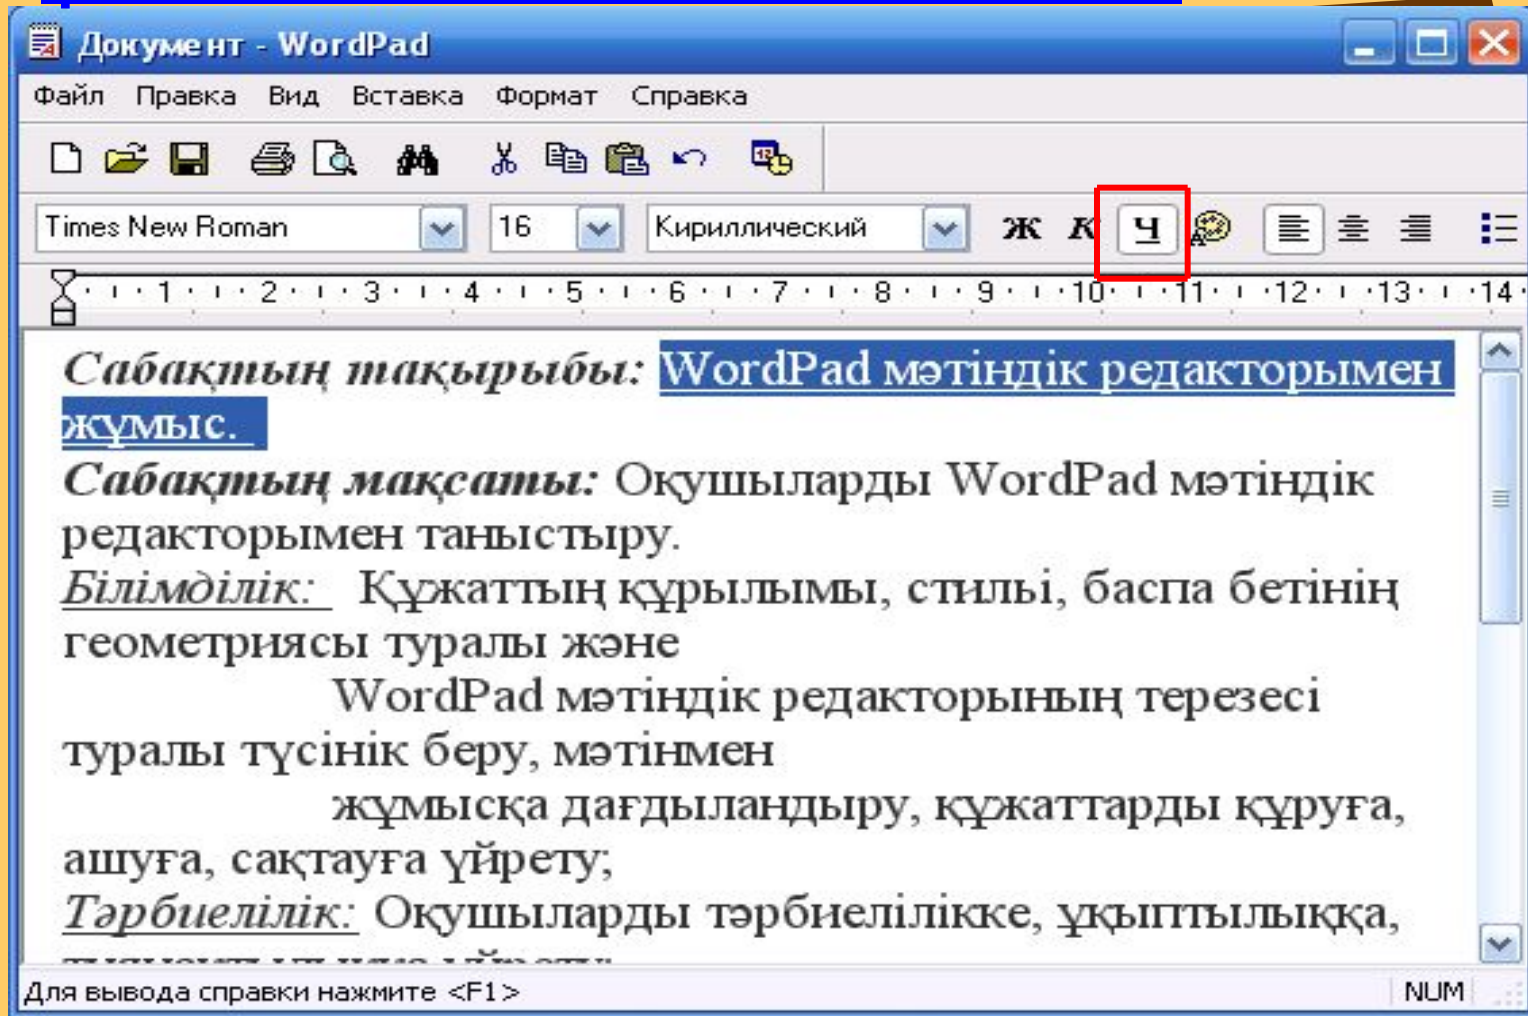 Документ - WordPad
Файл Правка Вид Вставка Формат Справка
Times New Roman 16 Кириллический Ж К Ч
1 2 3 4 5 6 7 8 9 10 11 12 13 14
Сабақтың тақырыбы: WordPad мәтіндік редакторымен
жұмыс.
Сабақтың мақсаты: Оқушыларды WordPad мәтіндік
редакторымен таныстыру.
Білімділік: Құжаттың құрылымы, стильі, баспа бетінің
геометриясы туралы және
WordPad мәтіндік редакторының терезесі
туралы түсінік беру, мәтінмен
жұмысқа дағдыландыру, құжаттарды құруға,
ашуға, сақтауға үйрету;
Тәрбиелілік: Оқушыларды тәрбиелілікке, ұқыптылыққа,
Для вывода справки нажмите <F1> NUM